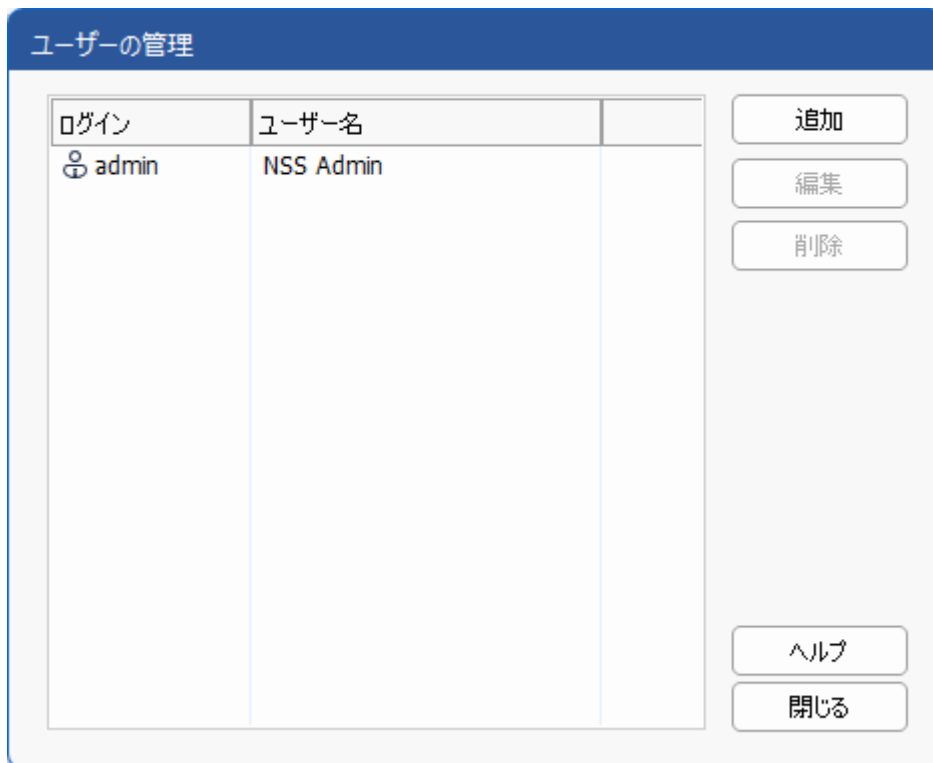 ユーザーの管理
ログイン ユーザー名
admin NSS Admin
追加
編集
削除
ヘルプ
閉じる